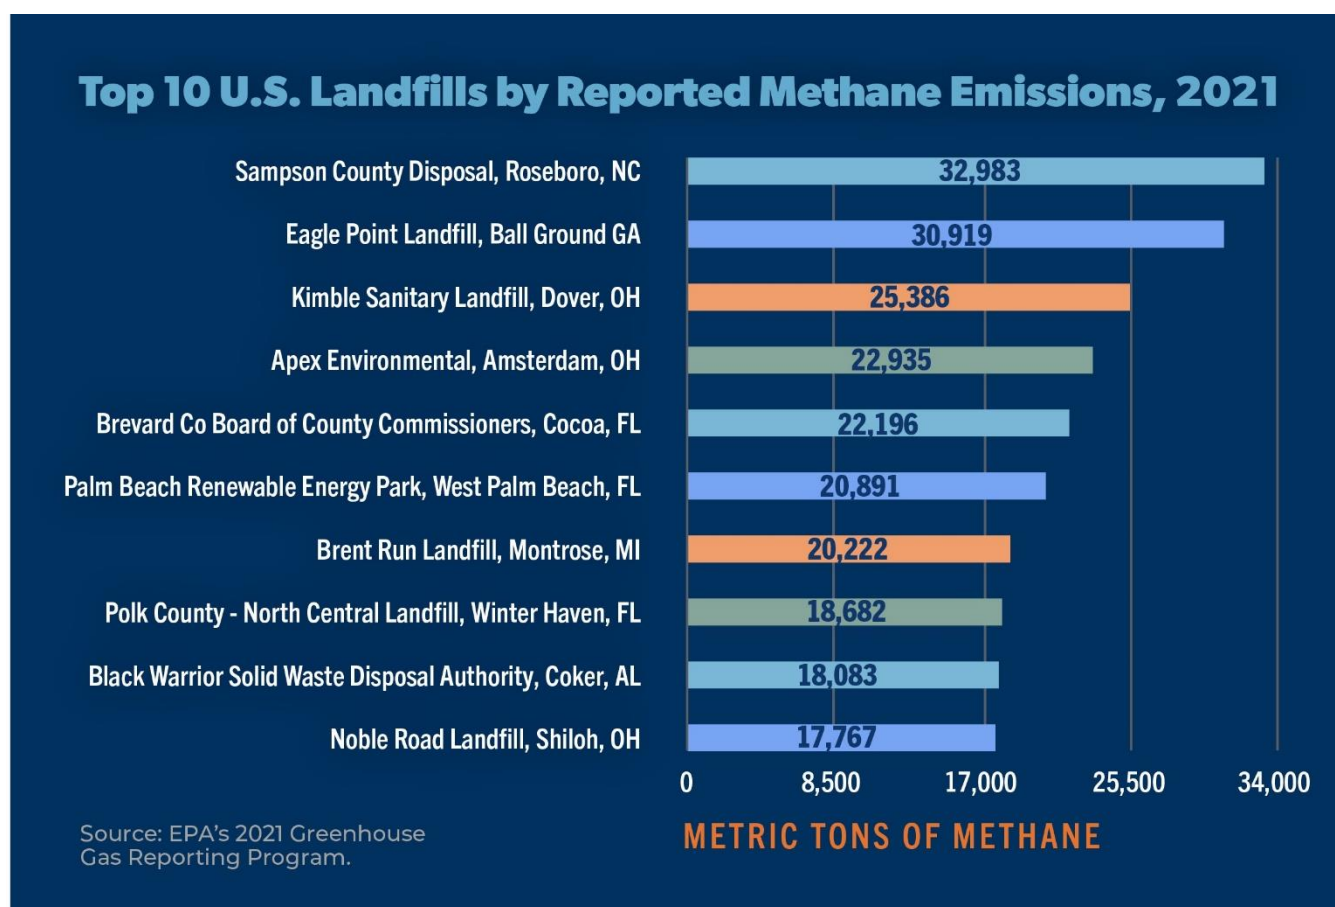 Top 10 U.S. Landfills by Reported Methane Emissions, 2021
Sampson County Disposal, Roseboro, NC 32,983
Eagle Point Landfill, Ball Ground GA 30,919
Kimble Sanitary Landfill, Dover, OH 25,386
Apex Environmental, Amsterdam, OH 22,935
Brevard Co Board of County Commissioners, Cocoa, FL 22,196
Palm Beach Renewable Energy Park, West Palm Beach, FL 20,891
Brent Run Landfill, Montrose, MI 20,222
Polk County - North Central Landfill, Winter Haven, FL 18,682
Black Warrior Solid Waste Disposal Authority, Coker, AL 18,083
Noble Road Landfill, Shiloh, OH 17,767
0 8,500 17,000 25,500 34,000
METRIC TONS OF METHANE
Source: EPA's 2021 Greenhouse
Gas Reporting Program.